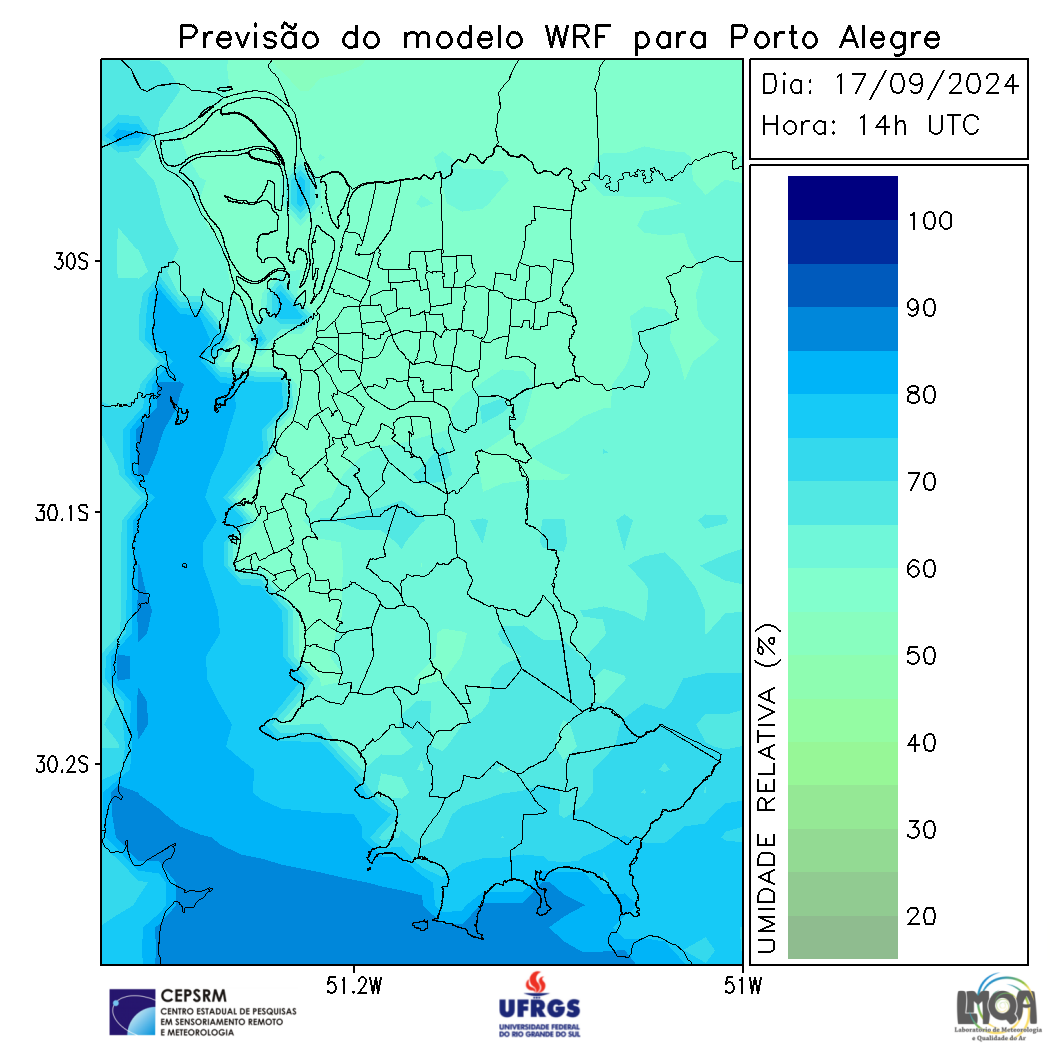 Previsão do modelo WRF para Porto Alegre
Dia: 17/09/2024
Hora: 14h UTC
30S
30.1S
30.2S
51.2W
51W
100
90
80
70
60
50
40
30
20
UMIDADE RELATIVA (%)
CEPSRM
CENTRO ESTADUAL DE PESQUISAS
EM SENSORIAMENTO REMOTO
E METEOROLOGIA
UFRGS
UNIVERSIDADE FEDERAL
DO RIO GRANDE DO SUL
LMQA
Laboratório de Meteorologia
e Qualidade do Ar